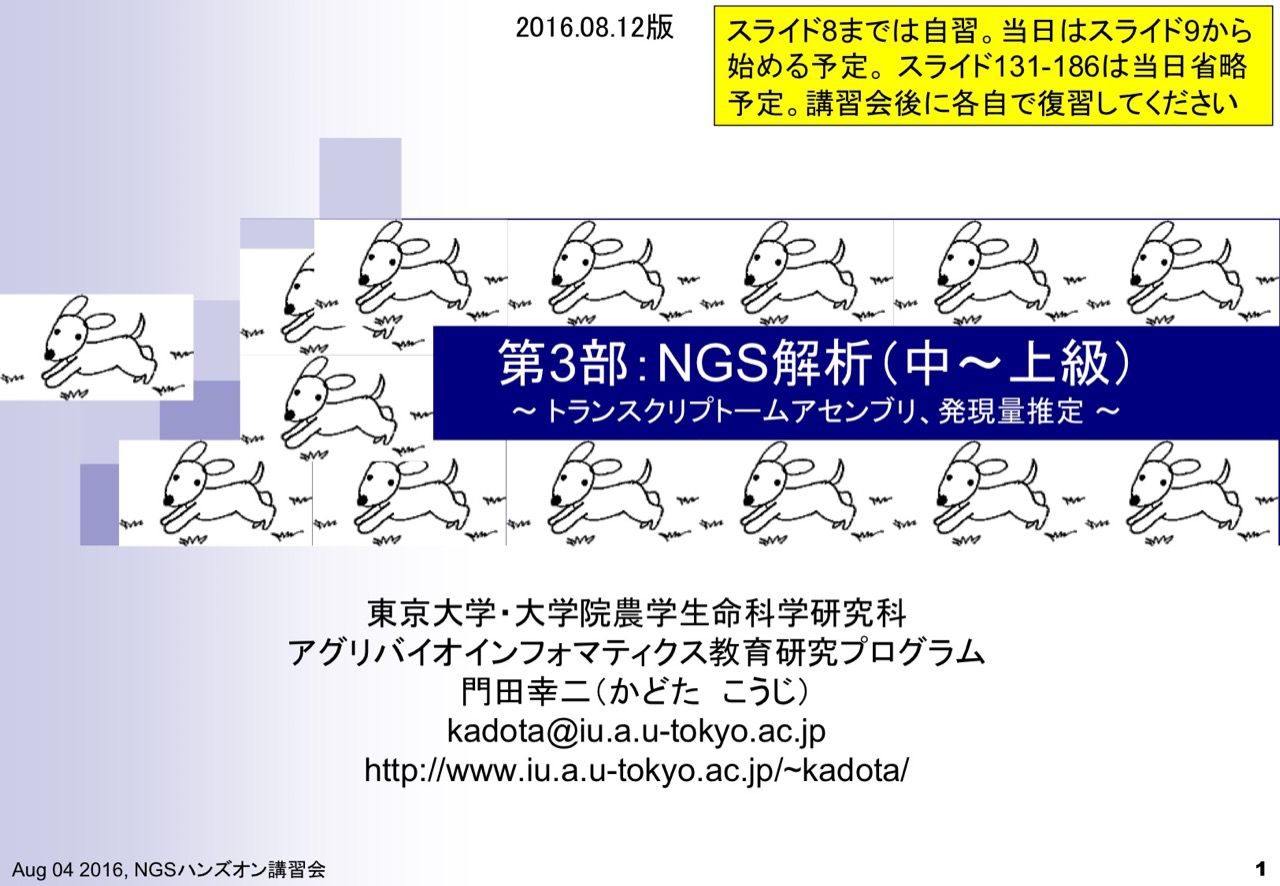 2016.08.12版
スライド8までは自習。当日はスライド9から
始める予定。 スライド131-186は当日省略
予定。講習会後に各自で復習してください
第3部：NGS解析（中～上級）
～ トランスクリプトームアセンブリ、発現量推定 ～
東京大学・大学院農学生命科学研究科
アグリバイオインフォマティクス教育研究プログラム
門田幸二（かどた　こうじ）
kadota@iu.a.u-tokyo.ac.jp
http://www.iu.a.u-tokyo.ac.jp/~kadota/
Aug 04 2016, NGSハンズオン講習会
1